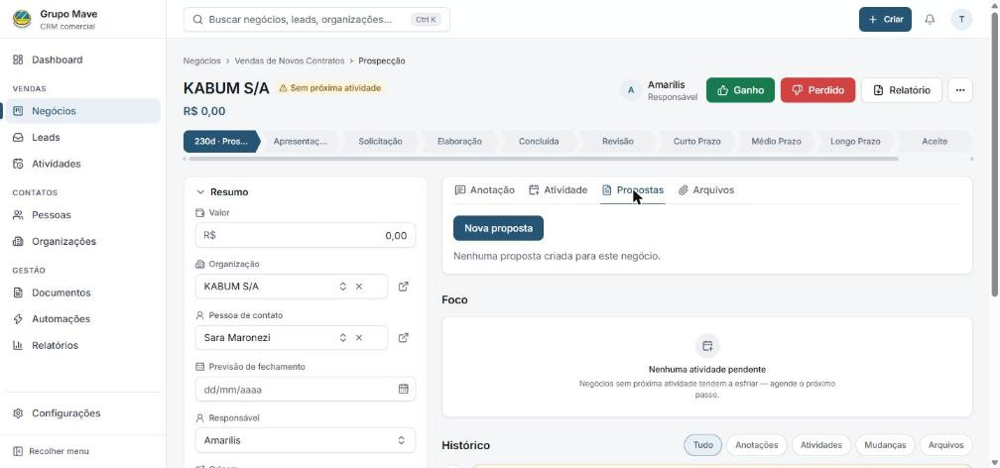 Grupo Mave
CRM comercial
Buscar negócios, leads, organizações...
Ctrl K
Criar
T
Dashboard
VENDAS
Negócios
Leads
Atividades
CONTATOS
Pessoas
Organizações
GESTÃO
Documentos
Automações
Relatórios
Configurações
Recolher menu
Negócios > Vendas de Novos Contratos > Prospecção
KABUM S/A
Sem próxima atividade
R$ 0,00
A
Amarílis
Responsável
Ganho
Perdido
Relatório
230d · Pros...
Apresentaç...
Solicitação
Elaboração
Concluída
Revisão
Curto Prazo
Médio Prazo
Longo Prazo
Aceite
Resumo
Valor
R$ 0,00
Organização
KABUM S/A
Pessoa de contato
Sara Maronezi
Previsão de fechamento
dd/mm/aaaa
Responsável
Amarílis
Anotação
Atividade
Propostas
Arquivos
Nova proposta
Nenhuma proposta criada para este negócio.
Foco
Nenhuma atividade pendente
Negócios sem próxima atividade tendem a esfriar — agende o próximo
passo.
Histórico
Tudo
Anotações
Atividades
Mudanças
Arquivos